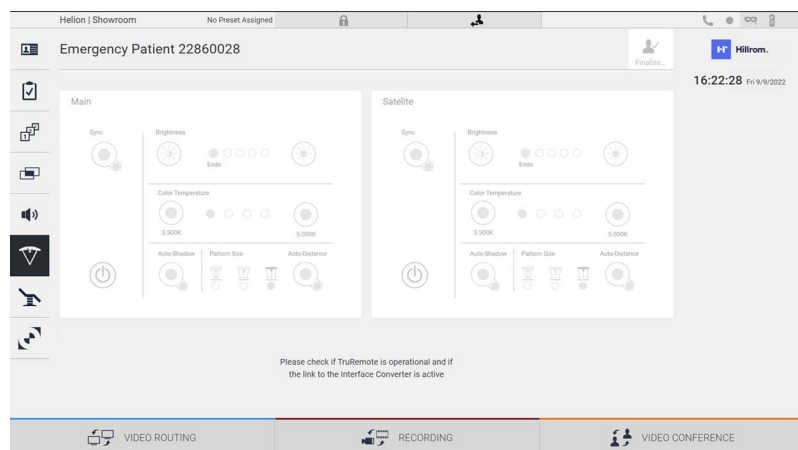 Helion | Showroom
No Preset Assigned
Emergency Patient 22860028
Finalize...
Hillrom.
16:22:28 Fri 9/9/2022
Main
Sync
Brightness
Endo
Color Temperature
3.500K
5.000K
Auto-Shadow
Pattern Size
Auto-Distance
Satelite
Sync
Brightness
Endo
Color Temperature
3.500K
5.000K
Auto-Shadow
Pattern Size
Auto-Distance
Please check if TruRemote is operational and if
the link to the Interface Converter is active
VIDEO ROUTING
RECORDING
VIDEO CONFERENCE